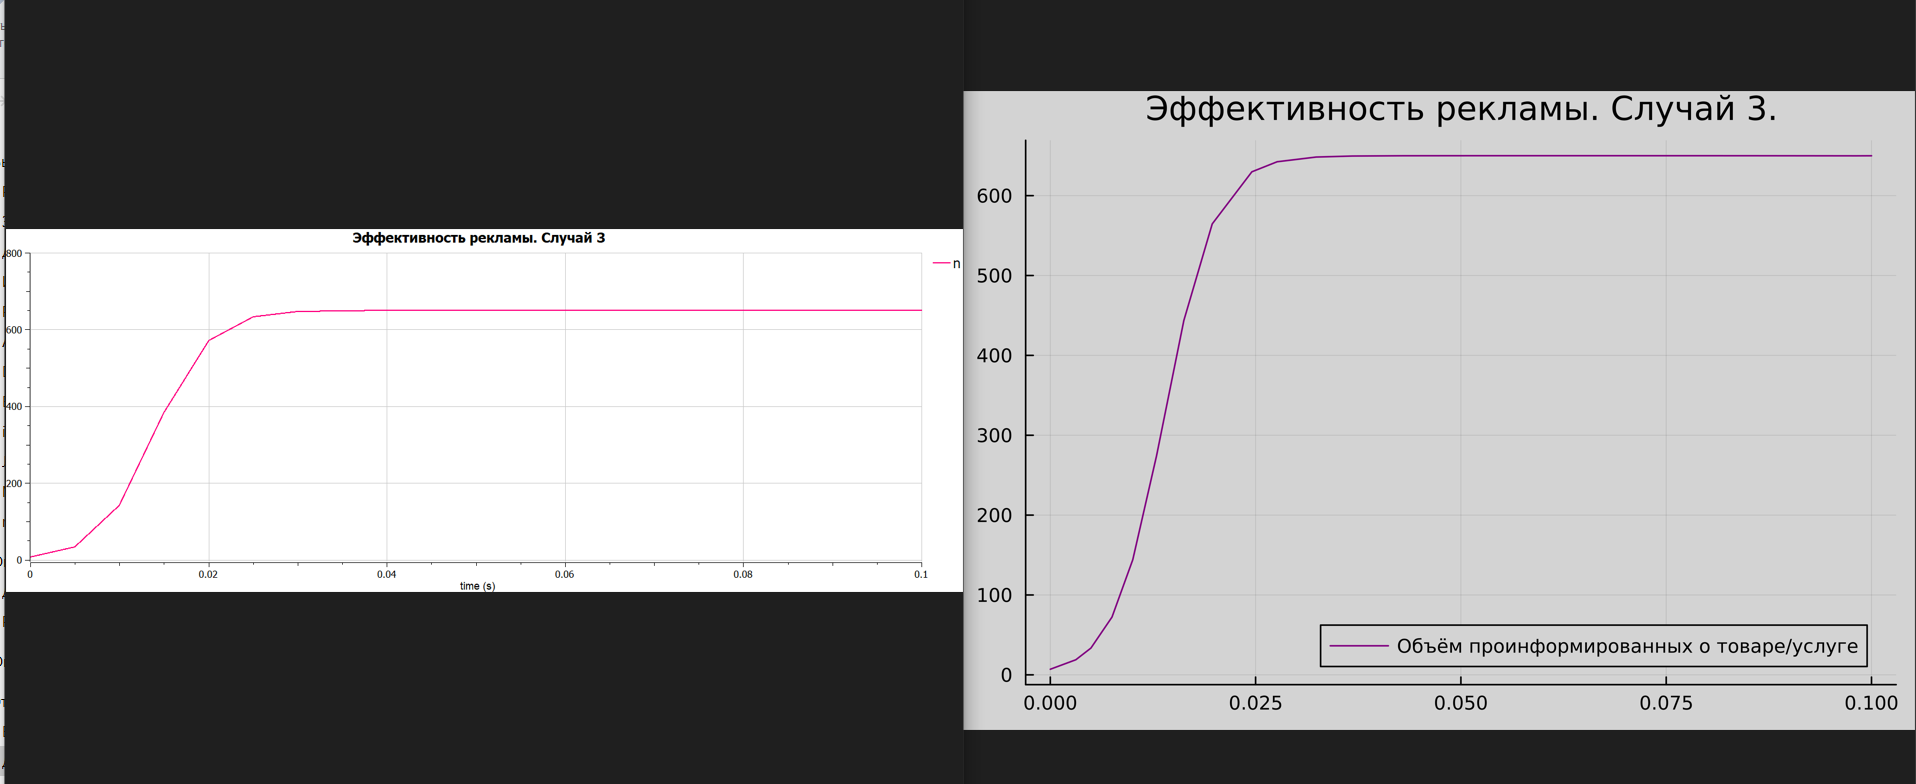 Эффективность рекламы. Случай 3
800
600
400
200
0
n
0 0.02 0.04 0.06 0.08 0.1
time (s)
Эффективность рекламы. Случай 3.
600
500
400
300
200
100
0
Объём проинформированных о товаре/услуге
0.000 0.025 0.050 0.075 0.100